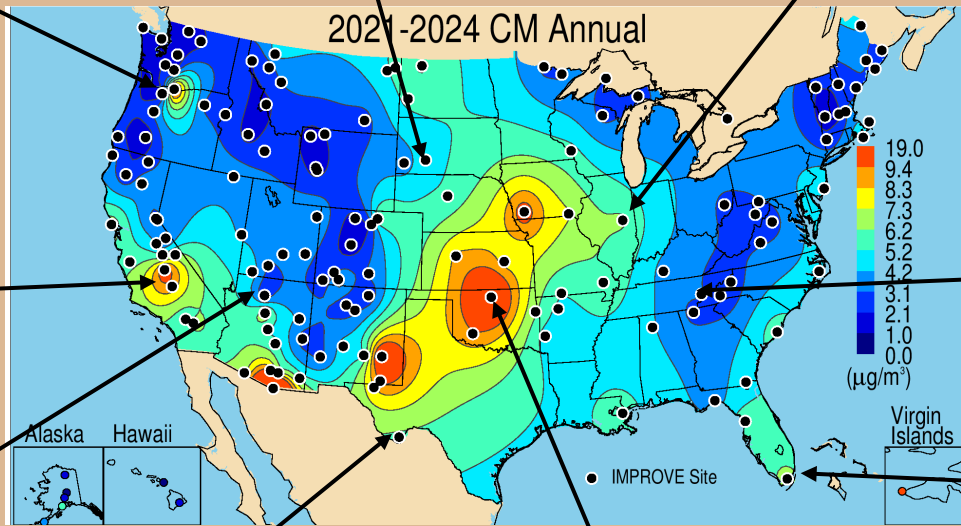 2021-2024 CM Annual
19.0
9.4
8.3
7.3
6.2
5.2
4.2
3.1
2.1
1.0
0.0
(μg/m³)
Alaska
Hawaii
Virgin
Islands
IMPROVE Site